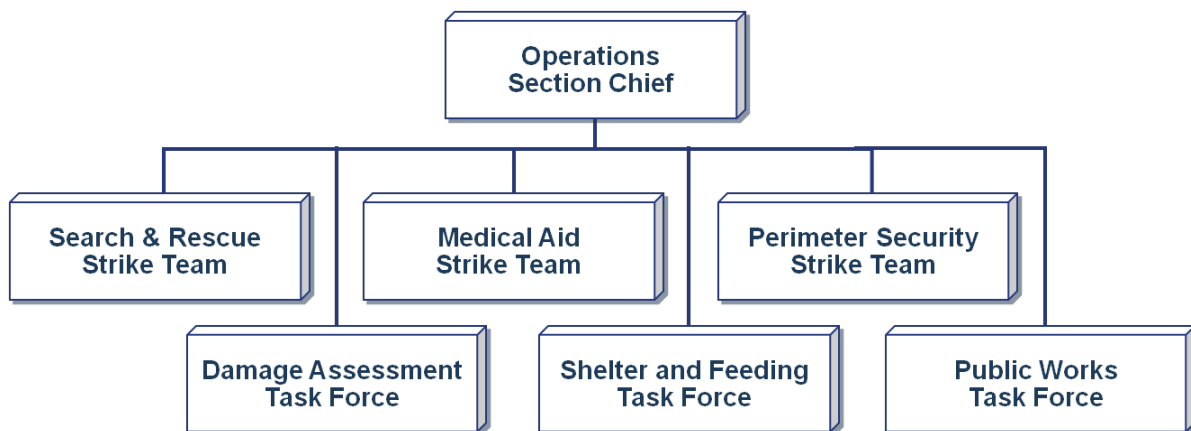 Operations
Section Chief
Search & Rescue
Strike Team
Medical Aid
Strike Team
Perimeter Security
Strike Team
Damage Assessment
Task Force
Shelter and Feeding
Task Force
Public Works
Task Force